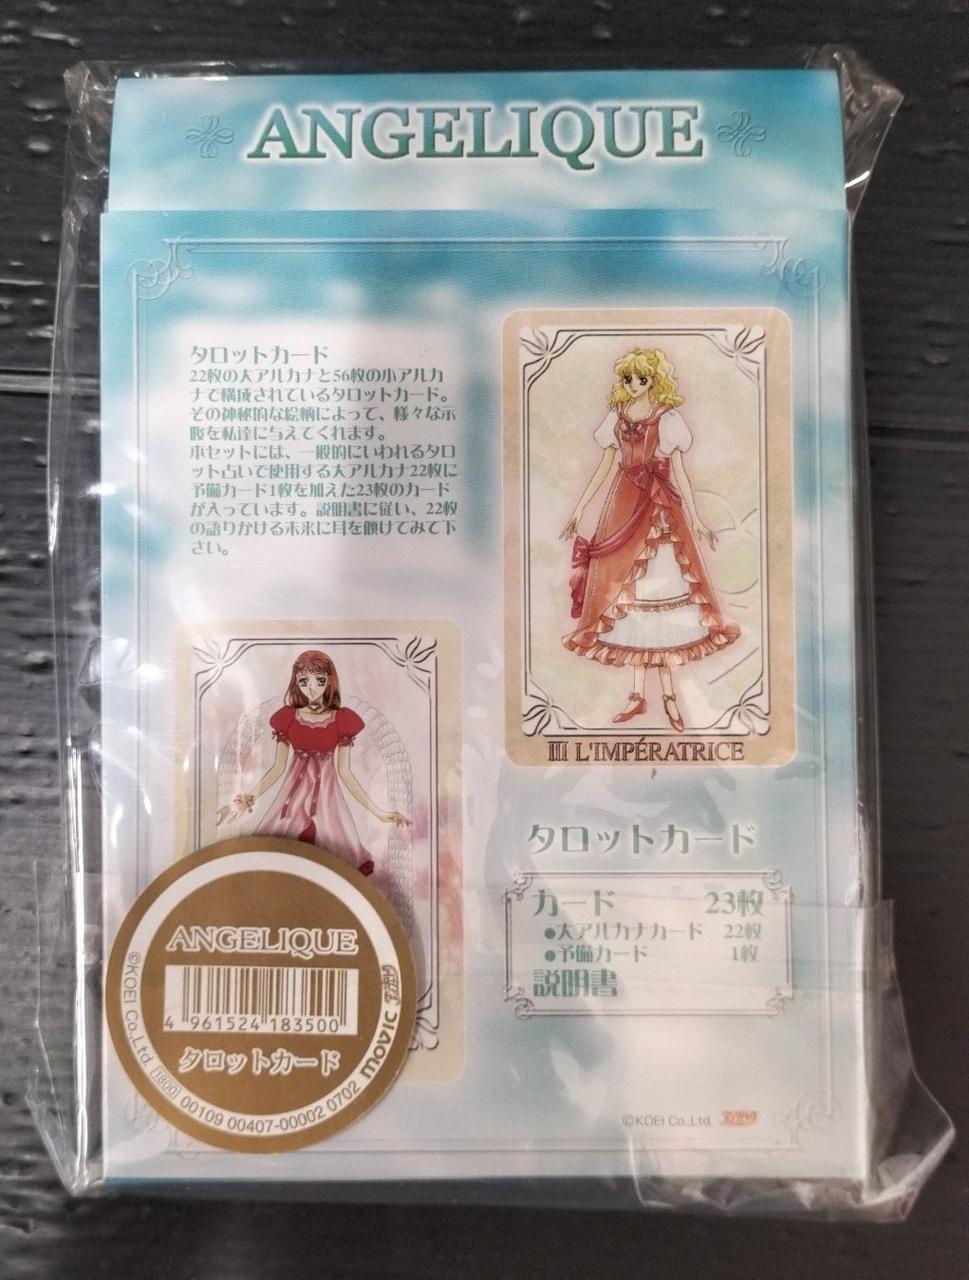 ANGELIQUE
タロットカード
22枚の大アルカナと56枚の小アルカ
ナで構成されているタロットカード。
その神秘的な絵柄によって、様々な示
唆を私達に与えてくれます。
本セットには、一般的にいわれるタロ
ット占いで使用する大アルカナ22枚に
予備カード1枚を加えた23枚のカード
が入っています。説明書に従い、22枚
の語りかける未来に耳を傾けてみて下
さい。
III L'IMPÉRATRICE
タロットカード
カード 23枚
●大アルカナカード 22枚
●予備カード 1枚
説明書
©KOEI Co.,Ltd.
ANGELIQUE
4 961524 183500
タロットカード
©KOEI Co.,Ltd. 1800 00109 00407-00002 0702 movic